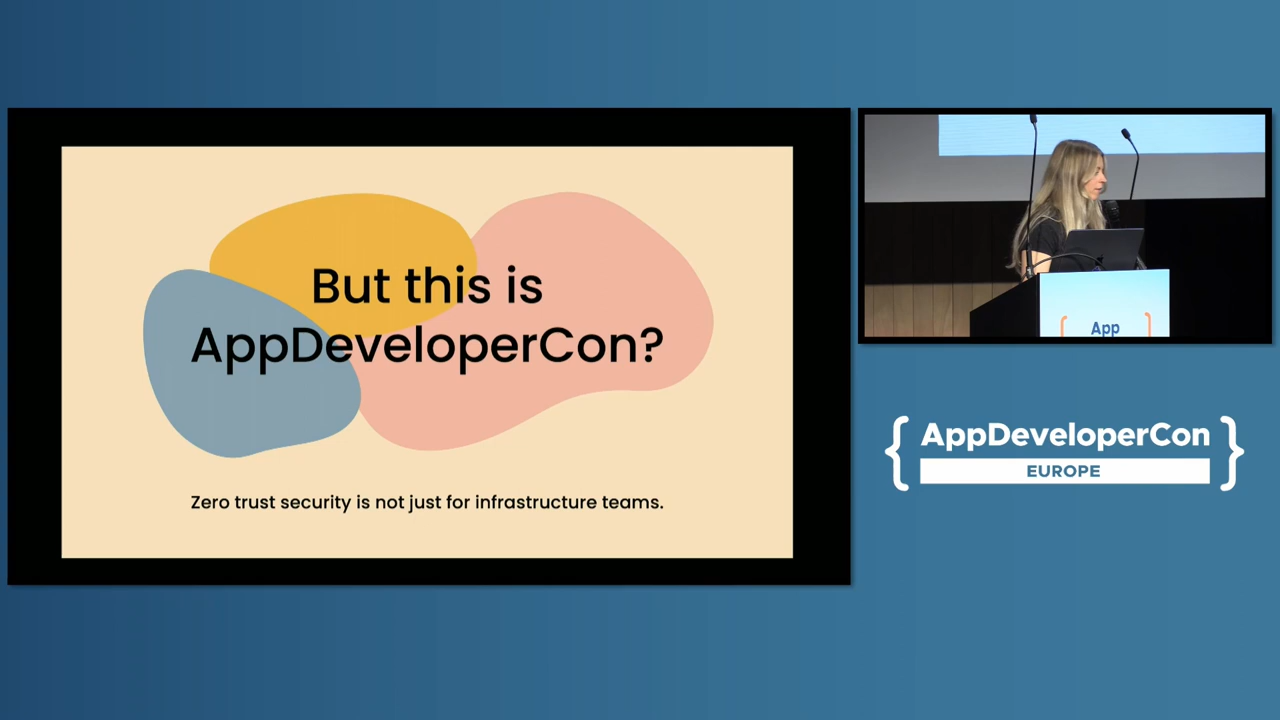 But this is
AppDeveloperCon?
Zero trust security is not just for infrastructure teams.
App
{ AppDeveloperCon }
EUROPE